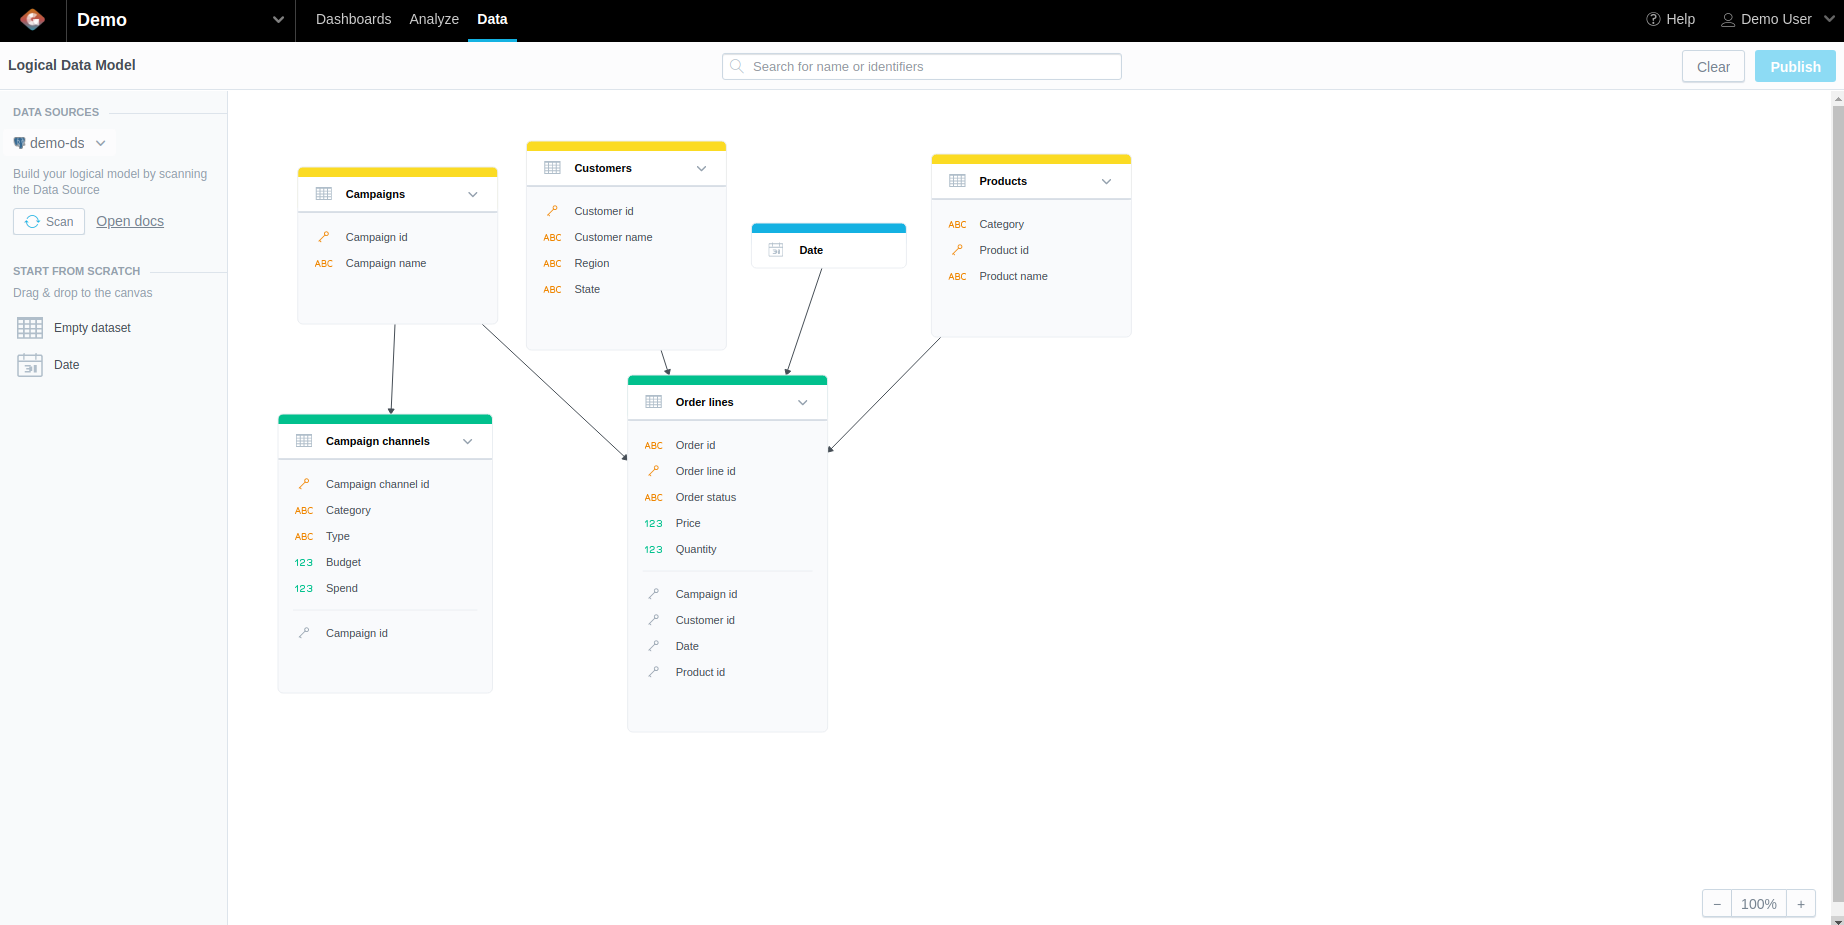 Demo
Dashboards
Analyze
Data
Help
Demo User
Logical Data Model
Search for name or identifiers
Clear
Publish
DATA SOURCES
demo-ds
Build your logical model by scanning
the Data Source
Scan
Open docs
START FROM SCRATCH
Drag & drop to the canvas
Empty dataset
31
Date
Campaigns
Campaign id
ABC Campaign name
Customers
Customer id
ABC Customer name
ABC Region
ABC State
31 Date
Products
ABC Category
Product id
ABC Product name
Campaign channels
Campaign channel id
ABC Category
ABC Type
123 Budget
123 Spend
Campaign id
Order lines
ABC Order id
Order line id
ABC Order status
123 Price
123 Quantity
Campaign id
Customer id
Date
Product id
− 100% +